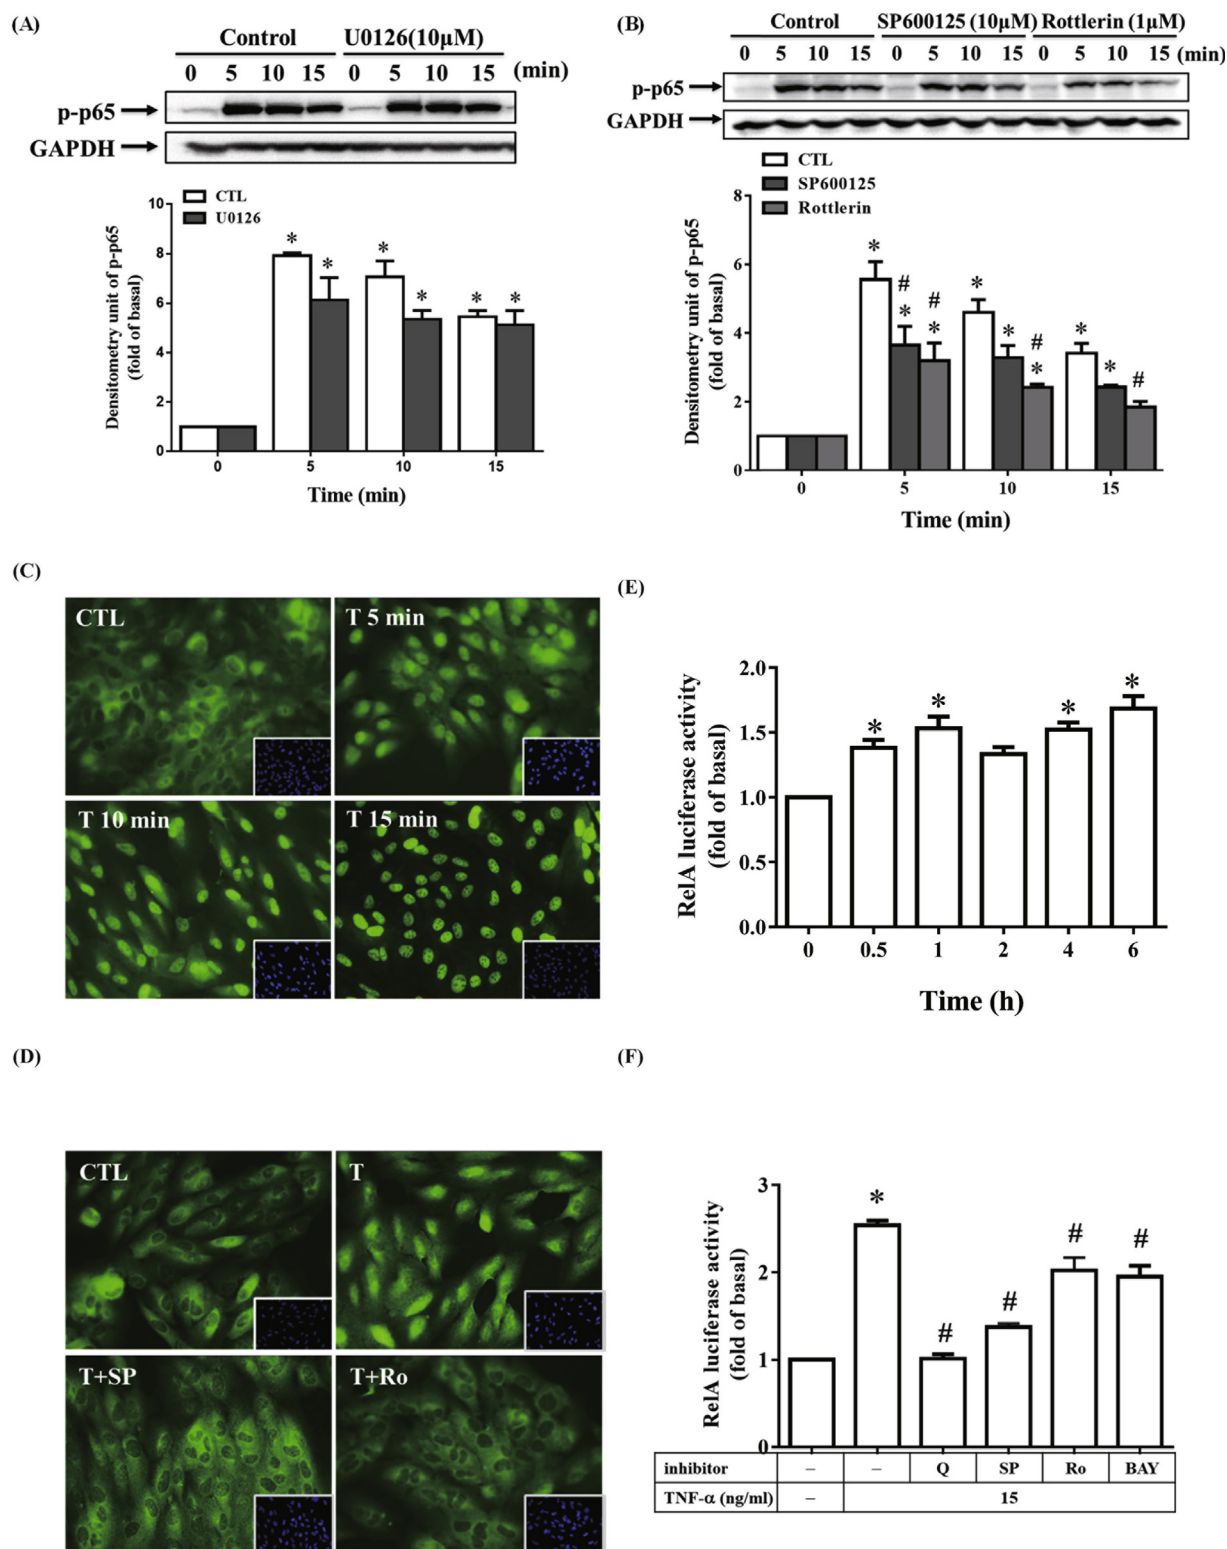 (A)
Control U0126(10μM)
0 5 10 15 0 5 10 15 (min)
p-p65
GAPDH
CTL
U0126
Densitometry unit of p-p65
(fold of basal)
10
8
6
4
2
0
* * * * * *
0 5 10 15
Time (min)
(B)
Control SP600125 (10μM) Rottlerin (1μM)
0 5 10 15 0 5 10 15 0 5 10 15 (min)
p-p65
GAPDH
CTL
SP600125
Rottlerin
Densitometry unit of p-p65
(fold of basal)
8
6
4
2
0
* # * # * * * # * * * #
0 5 10 15
Time (min)
(C)
CTL T 5 min
T 10 min T 15 min
(E)
RelA luciferase activity
(fold of basal)
2.0
1.5
1.0
0.5
0.0
* * * *
0 0.5 1 2 4 6
Time (h)
(D)
CTL T
T+SP T+Ro
(F)
RelA luciferase activity
(fold of basal)
3
2
1
0
* # # # #
inhibitor – – Q SP Ro BAY
TNF-α (ng/ml) – 15